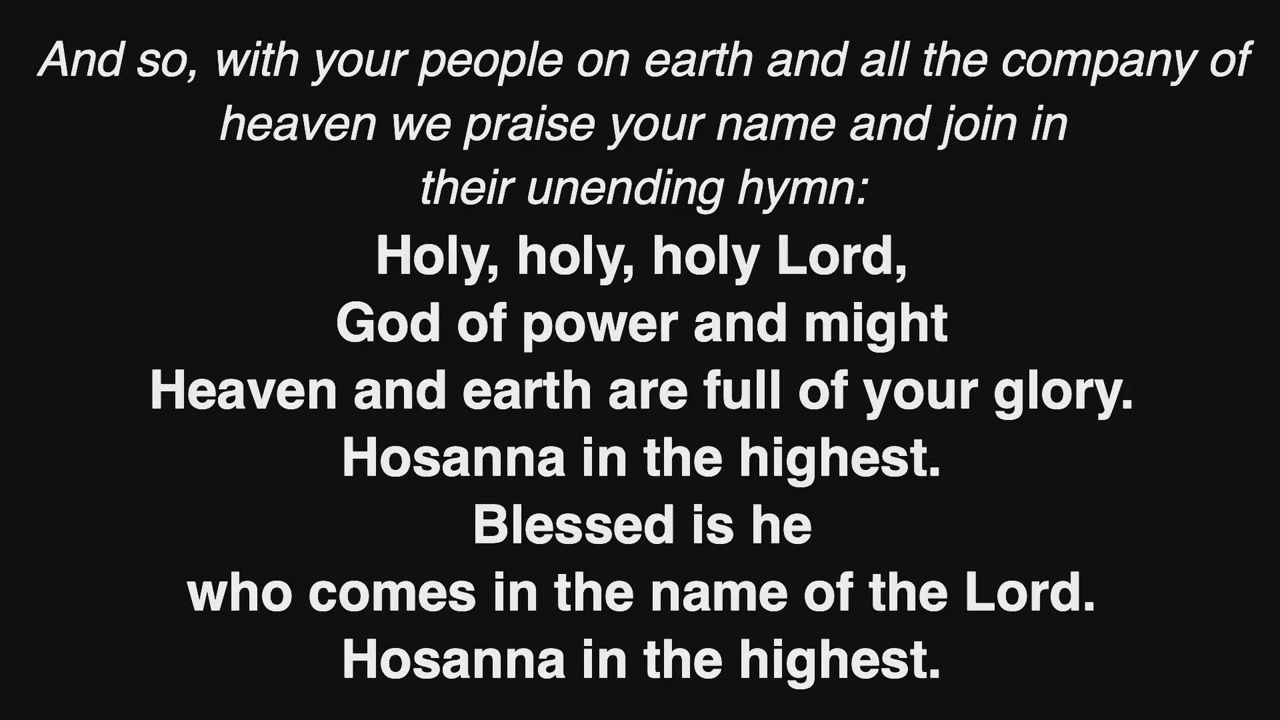 And so, with your people on earth and all the company of
heaven we praise your name and join in
their unending hymn:
Holy, holy, holy Lord,
God of power and might
Heaven and earth are full of your glory.
Hosanna in the highest.
Blessed is he
who comes in the name of the Lord.
Hosanna in the highest.